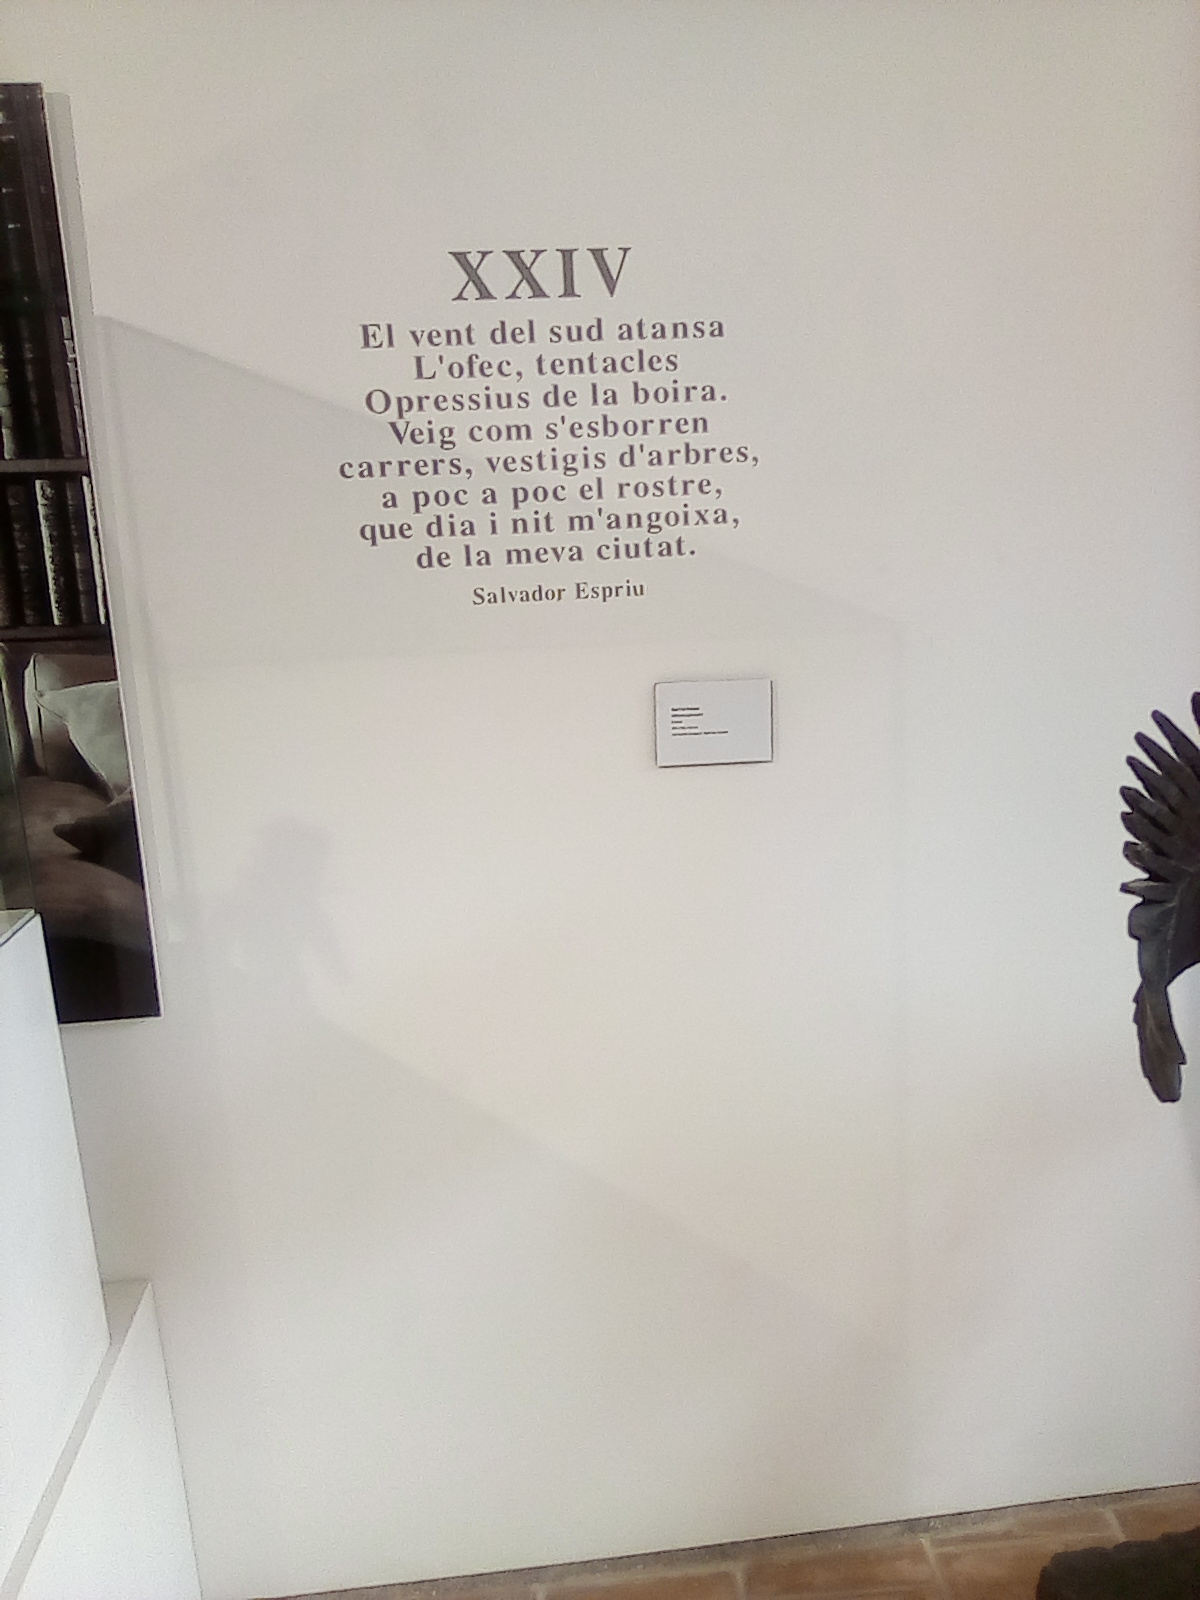 XXIV
El vent del sud atansa
L'ofec, tentacles
Opressius de la boira.
Veig com s'esborren
carrers, vestigis d'arbres,
a poc a poc el rostre,
que dia i nit m'angoixa,
de la meva ciutat.
Salvador Espriu